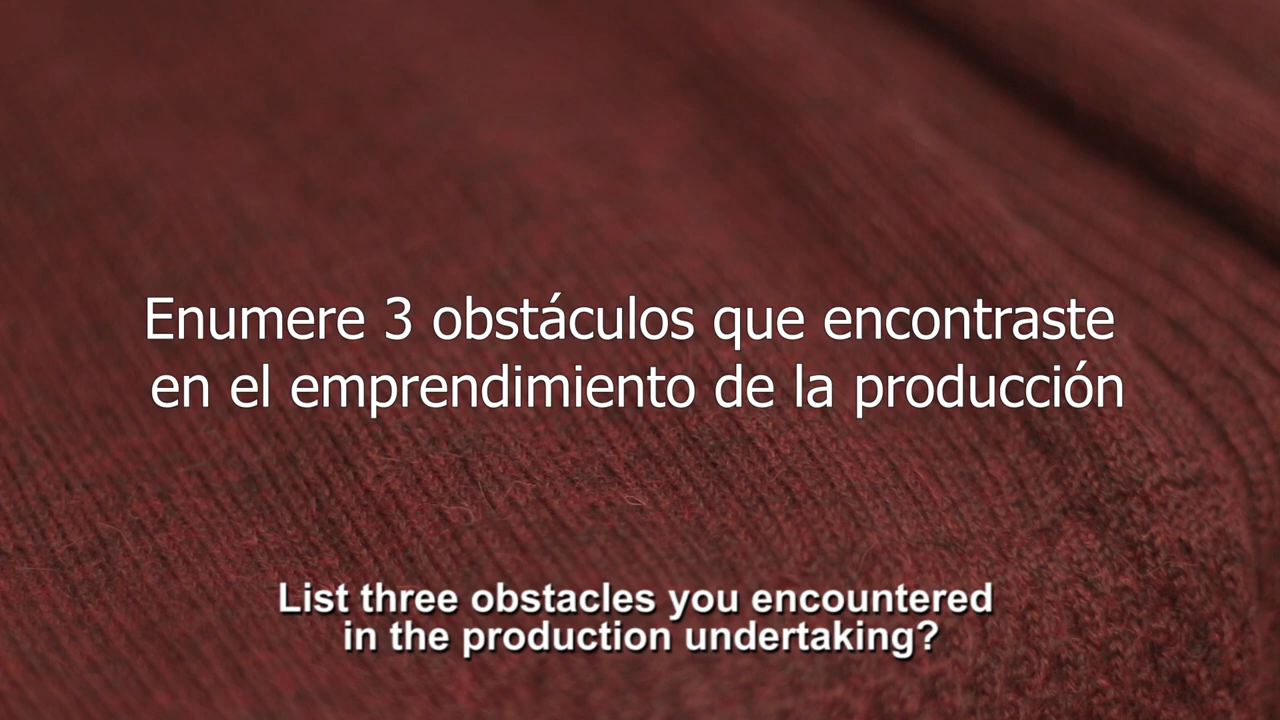 Enumere 3 obstáculos que encontraste
en el emprendimiento de la producción
List three obstacles you encountered
in the production undertaking?